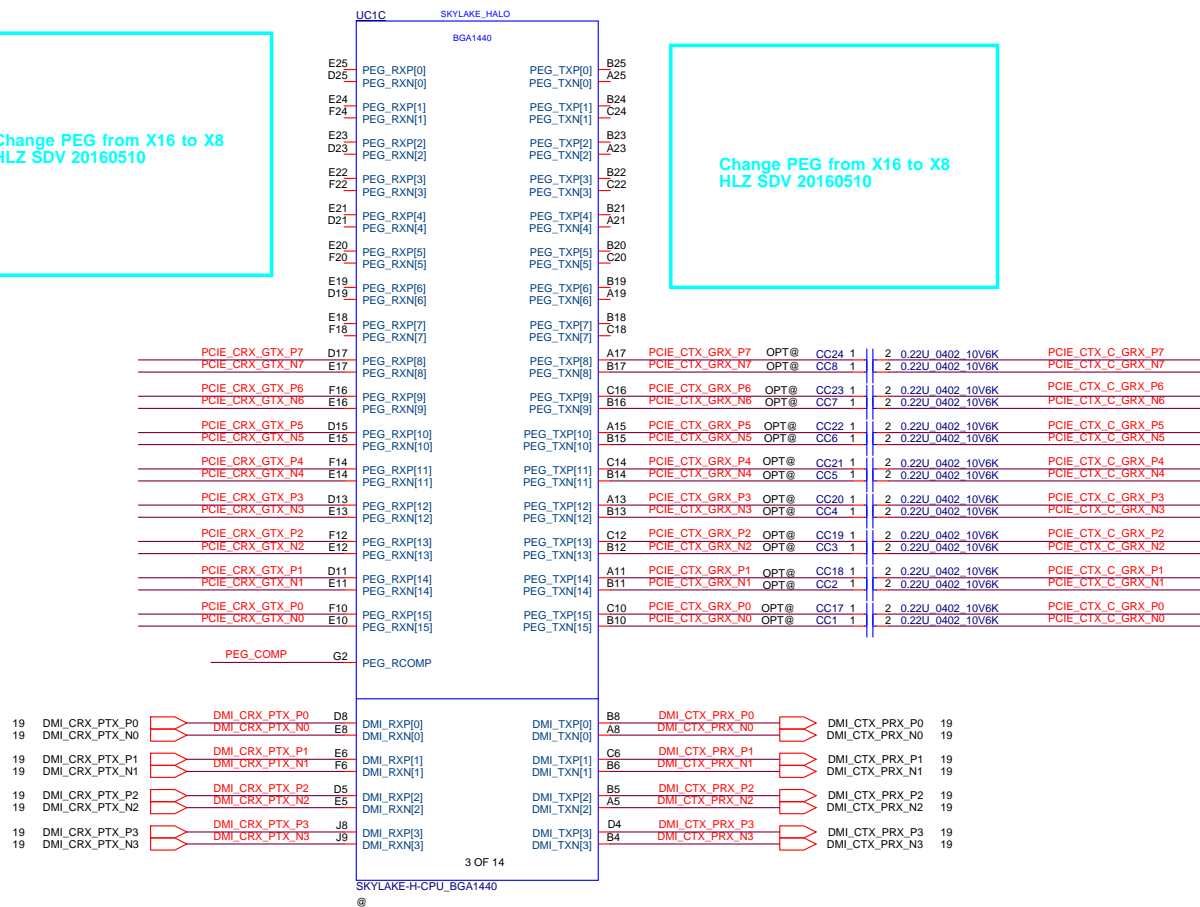 UC1C SKYLAKE_HALO
BGA1440
Change PEG from X16 to X8
HLZ SDV 20160510
Change PEG from X16 to X8
HLZ SDV 20160510
E25 PEG_RXP[0] PEG_TXP[0] B25
D25 PEG_RXN[0] PEG_TXN[0] A25
E24 PEG_RXP[1] PEG_TXP[1] B24
F24 PEG_RXN[1] PEG_TXN[1] C24
E23 PEG_RXP[2] PEG_TXP[2] B23
D23 PEG_RXN[2] PEG_TXN[2] A23
E22 PEG_RXP[3] PEG_TXP[3] B22
F22 PEG_RXN[3] PEG_TXN[3] C22
E21 PEG_RXP[4] PEG_TXP[4] B21
D21 PEG_RXN[4] PEG_TXN[4] A21
E20 PEG_RXP[5] PEG_TXP[5] B20
F20 PEG_RXN[5] PEG_TXN[5] C20
E19 PEG_RXP[6] PEG_TXP[6] B19
D19 PEG_RXN[6] PEG_TXN[6] A19
E18 PEG_RXP[7] PEG_TXP[7] B18
F18 PEG_RXN[7] PEG_TXN[7] C18
PCIE_CRX_GTX_P7 D17 PEG_RXP[8] PEG_TXP[8] A17 PCIE_CTX_GRX_P7 OPT@ CC24 1 2 0.22U_0402_10V6K PCIE_CTX_C_GRX_P7
PCIE_CRX_GTX_N7 E17 PEG_RXN[8] PEG_TXN[8] B17 PCIE_CTX_GRX_N7 OPT@ CC8 1 2 0.22U_0402_10V6K PCIE_CTX_C_GRX_N7
PCIE_CRX_GTX_P6 F16 PEG_RXP[9] PEG_TXP[9] C16 PCIE_CTX_GRX_P6 OPT@ CC23 1 2 0.22U_0402_10V6K PCIE_CTX_C_GRX_P6
PCIE_CRX_GTX_N6 E16 PEG_RXN[9] PEG_TXN[9] B16 PCIE_CTX_GRX_N6 OPT@ CC7 1 2 0.22U_0402_10V6K PCIE_CTX_C_GRX_N6
PCIE_CRX_GTX_P5 D15 PEG_RXP[10] PEG_TXP[10] A15 PCIE_CTX_GRX_P5 OPT@ CC22 1 2 0.22U_0402_10V6K PCIE_CTX_C_GRX_P5
PCIE_CRX_GTX_N5 E15 PEG_RXN[10] PEG_TXN[10] B15 PCIE_CTX_GRX_N5 OPT@ CC6 1 2 0.22U_0402_10V6K PCIE_CTX_C_GRX_N5
PCIE_CRX_GTX_P4 F14 PEG_RXP[11] PEG_TXP[11] C14 PCIE_CTX_GRX_P4 OPT@ CC21 1 2 0.22U_0402_10V6K PCIE_CTX_C_GRX_P4
PCIE_CRX_GTX_N4 E14 PEG_RXN[11] PEG_TXN[11] B14 PCIE_CTX_GRX_N4 OPT@ CC5 1 2 0.22U_0402_10V6K PCIE_CTX_C_GRX_N4
PCIE_CRX_GTX_P3 D13 PEG_RXP[12] PEG_TXP[12] A13 PCIE_CTX_GRX_P3 OPT@ CC20 1 2 0.22U_0402_10V6K PCIE_CTX_C_GRX_P3
PCIE_CRX_GTX_N3 E13 PEG_RXN[12] PEG_TXN[12] B13 PCIE_CTX_GRX_N3 OPT@ CC4 1 2 0.22U_0402_10V6K PCIE_CTX_C_GRX_N3
PCIE_CRX_GTX_P2 F12 PEG_RXP[13] PEG_TXP[13] C12 PCIE_CTX_GRX_P2 OPT@ CC19 1 2 0.22U_0402_10V6K PCIE_CTX_C_GRX_P2
PCIE_CRX_GTX_N2 E12 PEG_RXN[13] PEG_TXN[13] B12 PCIE_CTX_GRX_N2 OPT@ CC3 1 2 0.22U_0402_10V6K PCIE_CTX_C_GRX_N2
PCIE_CRX_GTX_P1 D11 PEG_RXP[14] PEG_TXP[14] A11 PCIE_CTX_GRX_P1 OPT@ CC18 1 2 0.22U_0402_10V6K PCIE_CTX_C_GRX_P1
PCIE_CRX_GTX_N1 E11 PEG_RXN[14] PEG_TXN[14] B11 PCIE_CTX_GRX_N1 OPT@ CC2 1 2 0.22U_0402_10V6K PCIE_CTX_C_GRX_N1
PCIE_CRX_GTX_P0 F10 PEG_RXP[15] PEG_TXP[15] C10 PCIE_CTX_GRX_P0 OPT@ CC17 1 2 0.22U_0402_10V6K PCIE_CTX_C_GRX_P0
PCIE_CRX_GTX_N0 E10 PEG_RXN[15] PEG_TXN[15] B10 PCIE_CTX_GRX_N0 OPT@ CC1 1 2 0.22U_0402_10V6K PCIE_CTX_C_GRX_N0
PEG_COMP G2 PEG_RCOMP
19 DMI_CRX_PTX_P0 DMI_CRX_PTX_P0 D8 DMI_RXP[0] DMI_TXP[0] B8 DMI_CTX_PRX_P0 DMI_CTX_PRX_P0 19
19 DMI_CRX_PTX_N0 DMI_CRX_PTX_N0 E8 DMI_RXN[0] DMI_TXN[0] A8 DMI_CTX_PRX_N0 DMI_CTX_PRX_N0 19
19 DMI_CRX_PTX_P1 DMI_CRX_PTX_P1 E6 DMI_RXP[1] DMI_TXP[1] C6 DMI_CTX_PRX_P1 DMI_CTX_PRX_P1 19
19 DMI_CRX_PTX_N1 DMI_CRX_PTX_N1 F6 DMI_RXN[1] DMI_TXN[1] B6 DMI_CTX_PRX_N1 DMI_CTX_PRX_N1 19
19 DMI_CRX_PTX_P2 DMI_CRX_PTX_P2 D5 DMI_RXP[2] DMI_TXP[2] B5 DMI_CTX_PRX_P2 DMI_CTX_PRX_P2 19
19 DMI_CRX_PTX_N2 DMI_CRX_PTX_N2 E5 DMI_RXN[2] DMI_TXN[2] A5 DMI_CTX_PRX_N2 DMI_CTX_PRX_N2 19
19 DMI_CRX_PTX_P3 DMI_CRX_PTX_P3 J8 DMI_RXP[3] DMI_TXP[3] D4 DMI_CTX_PRX_P3 DMI_CTX_PRX_P3 19
19 DMI_CRX_PTX_N3 DMI_CRX_PTX_N3 J9 DMI_RXN[3] DMI_TXN[3] B4 DMI_CTX_PRX_N3 DMI_CTX_PRX_N3 19
3 OF 14
SKYLAKE-H-CPU_BGA1440
@